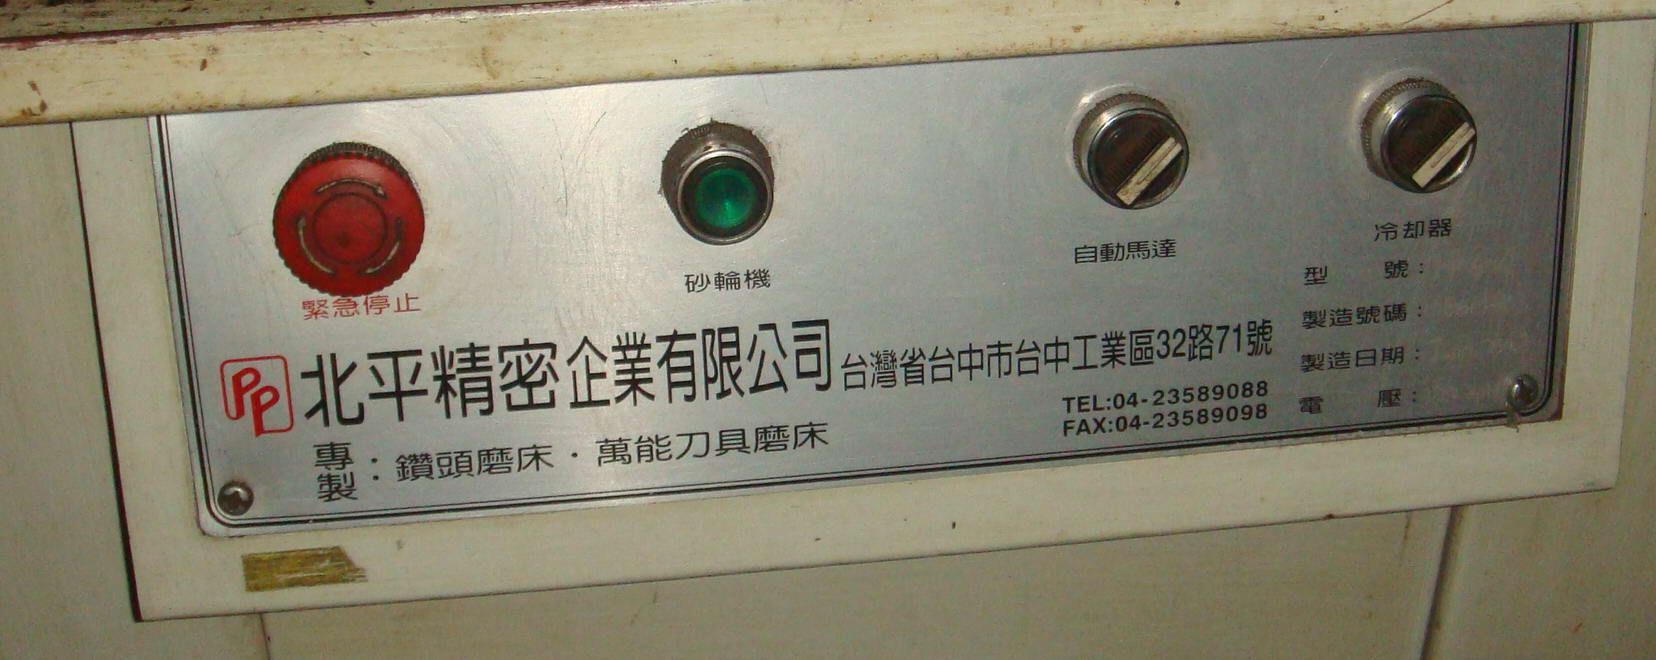 緊急停止
砂輪機
自動馬達
冷却器
型 號：
製造號碼：
製造日期：
電 壓：
PP
北平精密企業有限公司
台灣省台中市台中工業區32路71號
TEL:04-23589088
FAX:04-23589098
專製：鑽頭磨床·萬能刀具磨床